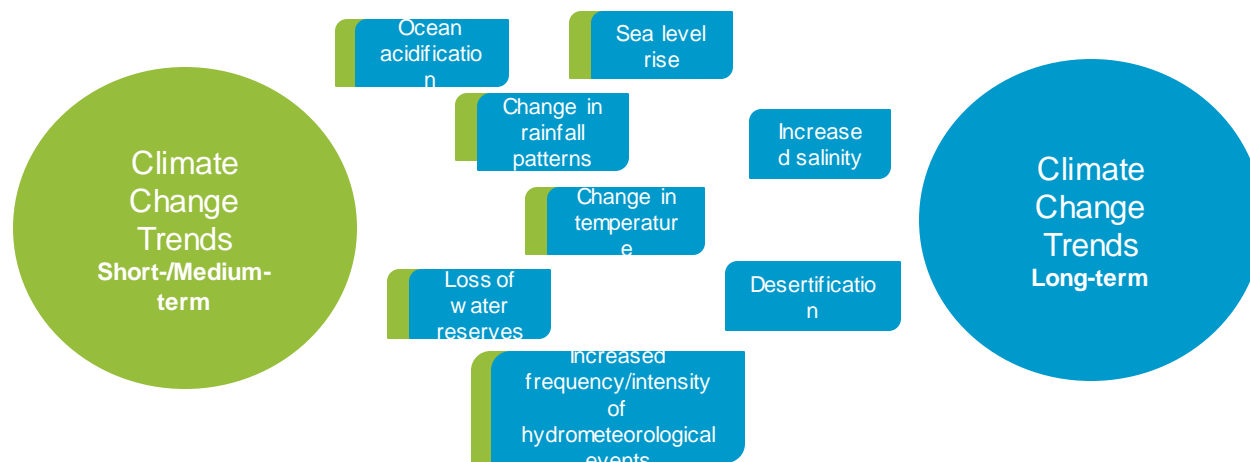 Climate
Change
Trends
Short-/Medium-
term
Ocean
acidificatio
n
Sea level
rise
Change in
rainfall
patterns
Increase
d salinity
Change in
temperatur
e
Loss of
water
reserves
Desertificatio
n
Increased
frequency/intensity
of
hydrometeorological
events
Climate
Change
Trends
Long-term